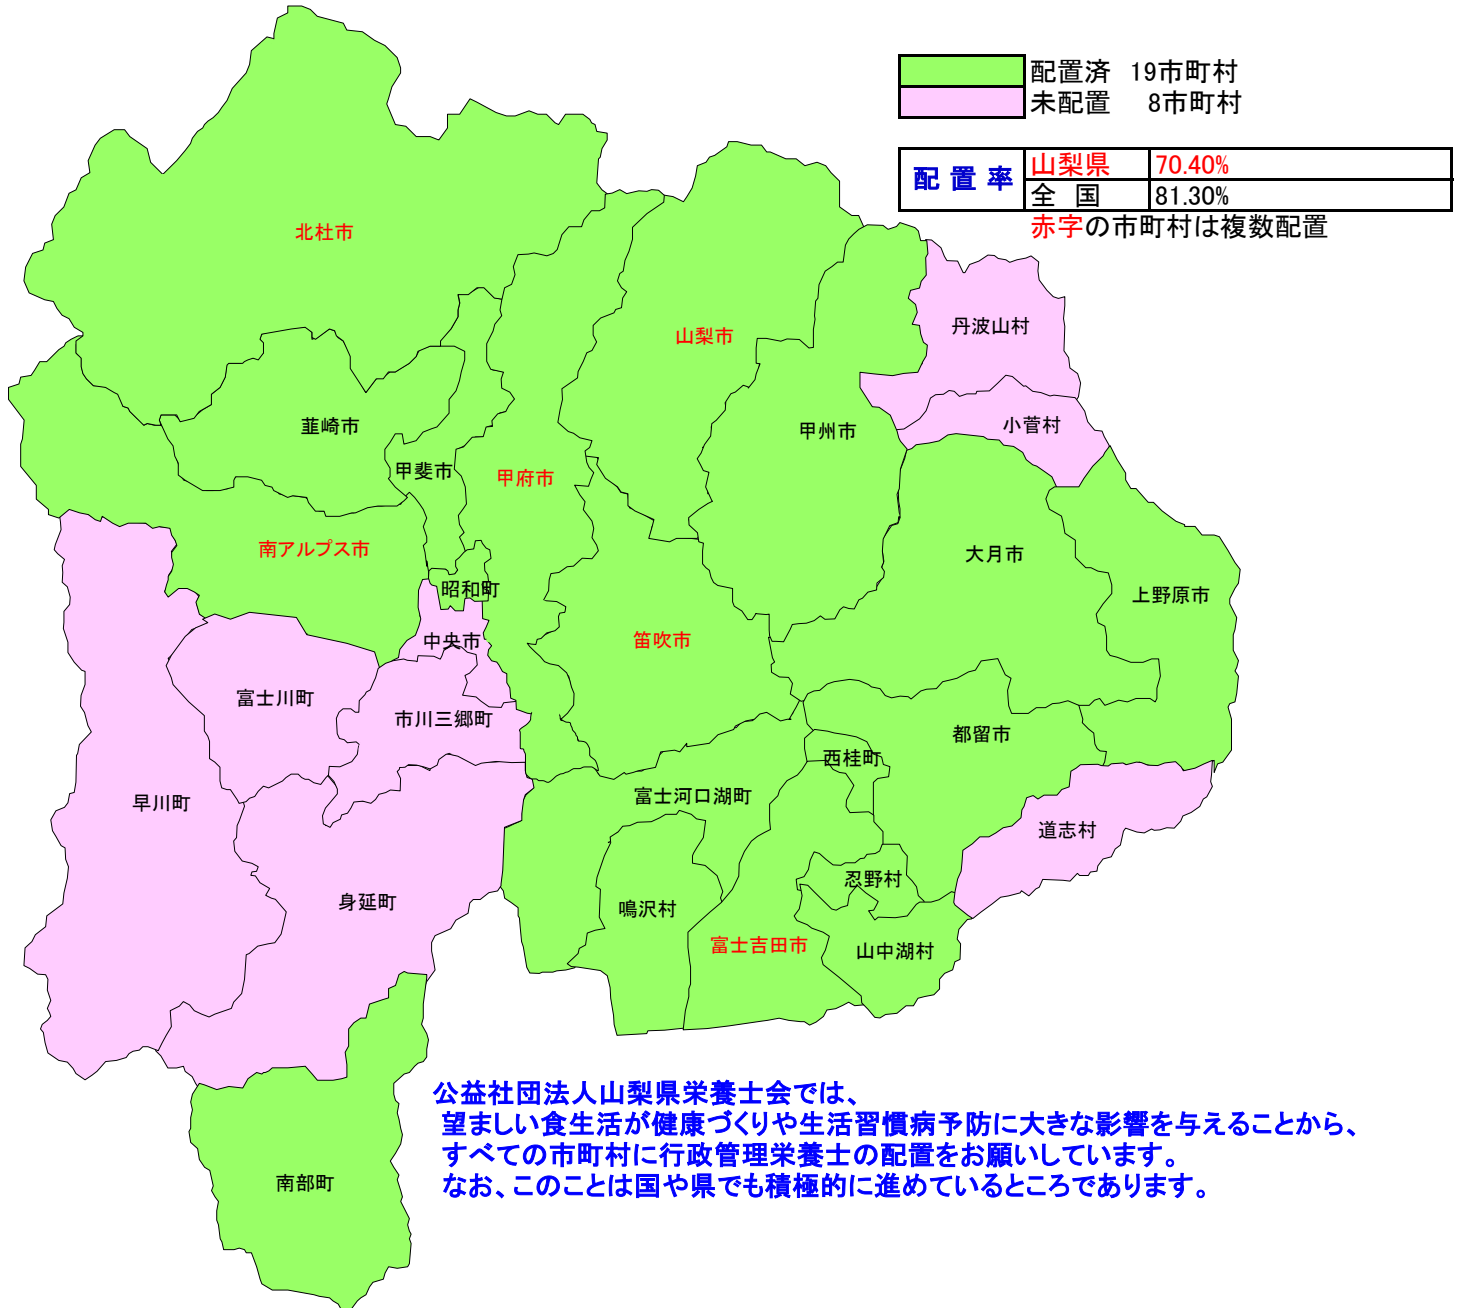 配置済 19市町村
未配置 8市町村
配置率 山梨県 70.40%
全国 81.30%
赤字の市町村は複数配置
北杜市
丹波山村
山梨市
小菅村
韮崎市
甲州市
甲斐市
甲府市
南アルプス市
大月市
昭和町
上野原市
中央市
笛吹市
富士川町
市川三郷町
都留市
西桂町
早川町
富士河口湖町
道志村
忍野村
身延町
鳴沢村
富士吉田市
山中湖村
南部町
公益社団法人山梨県栄養士会では、
望ましい食生活が健康づくりや生活習慣病予防に大きな影響を与えることから、
すべての市町村に行政管理栄養士の配置をお願いしています。
なお、このことは国や県でも積極的に進めているところであります。